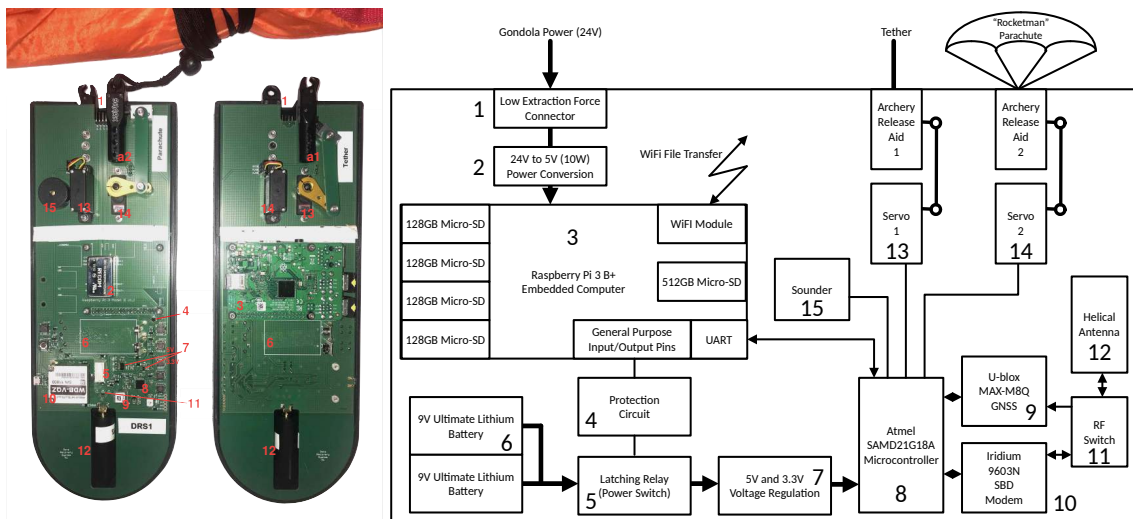 1
a2
Parachute
15
13
14
4
6
7
5
8
WDB-VQZ
10
9
11
DRS1
12
1
a1
Tether
14
13
3
6
12
Gondola Power (24V)
Tether
“Rocketman”
Parachute
1
Low Extraction Force
Connector
2
24V to 5V (10W)
Power Conversion
WiFi File Transfer
Archery
Release
Aid
1
Archery
Release
Aid
2
Servo
1
13
Servo
2
14
128GB Micro-SD
128GB Micro-SD
128GB Micro-SD
128GB Micro-SD
3
Raspberry Pi 3 B+
Embedded Computer
WiFI Module
512GB Micro-SD
General Purpose
Input/Output Pins
UART
Sounder
15
Helical
Antenna
12
Protection
Circuit
4
9V Ultimate Lithium
Battery
6
9V Ultimate Lithium
Battery
Latching Relay
(Power Switch)
5
5V and 3.3V
Voltage Regulation
7
Atmel
SAMD21G18A
Microcontroller
8
U-blox
MAX-M8Q
GNSS
9
RF
Switch
11
Iridium
9603N
SBD
Modem
10